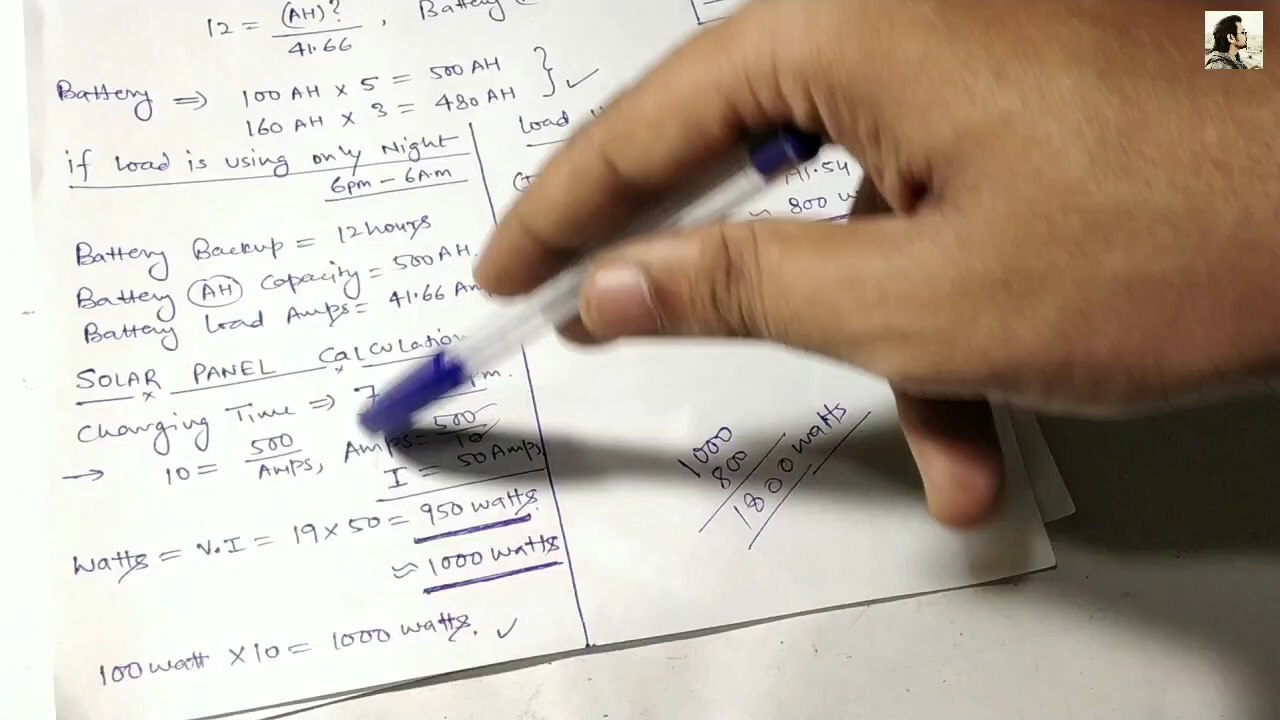 12 = (AH)? / 41.66 , Battery
Battery ⇒ 100 AH x 5 = 500 AH
160 AH x 3 = 480 AH } ✓
if Load is using only Night
6pm - 6A.m
Battery Backup = 12 hours
Battery (AH) Capacity = 500 AH.
Battery Load Amps = 41.66
SOLAR PANEL Calculation
Charging Time ⇒ 7 pm.
→ 10 = 500 / Amps, Amps = 500 / 10
I = 50 Amps
Watts = V.I = 19 x 50 = 950 watts.
≈ 1000 watts
100 watt x 10 = 1000 watts. ✓
Load
41.54
≈ 800 w
1000
800
1800 watts